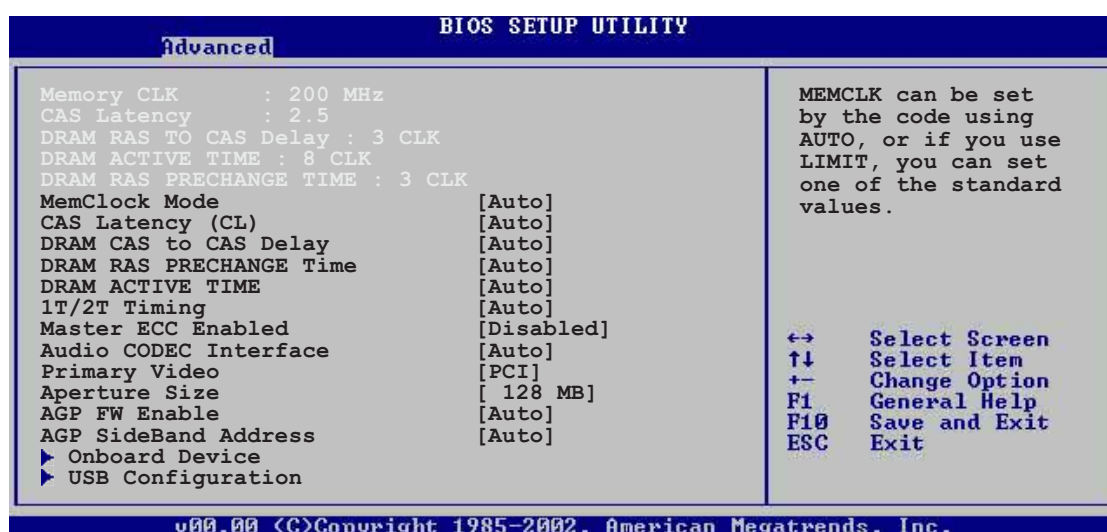 BIOS SETUP UTILITY
Advanced
Memory CLK : 200 MHz
CAS Latency : 2.5
DRAM RAS TO CAS Delay : 3 CLK
DRAM ACTIVE TIME : 8 CLK
DRAM RAS PRECHANGE TIME : 3 CLK
MemClock Mode [Auto]
CAS Latency (CL) [Auto]
DRAM CAS to CAS Delay [Auto]
DRAM RAS PRECHANGE Time [Auto]
DRAM ACTIVE TIME [Auto]
1T/2T Timing [Auto]
Master ECC Enabled [Disabled]
Audio CODEC Interface [Auto]
Primary Video [PCI]
Aperture Size [ 128 MB]
AGP FW Enable [Auto]
AGP SideBand Address [Auto]
Onboard Device
USB Configuration
MEMCLK can be set
by the code using
AUTO, or if you use
LIMIT, you can set
one of the standard
values.
←→ Select Screen
↑↓ Select Item
+- Change Option
F1 General Help
F10 Save and Exit
ESC Exit
v00.00 (C)Copyright 1985-2002, American Megatrends, Inc.